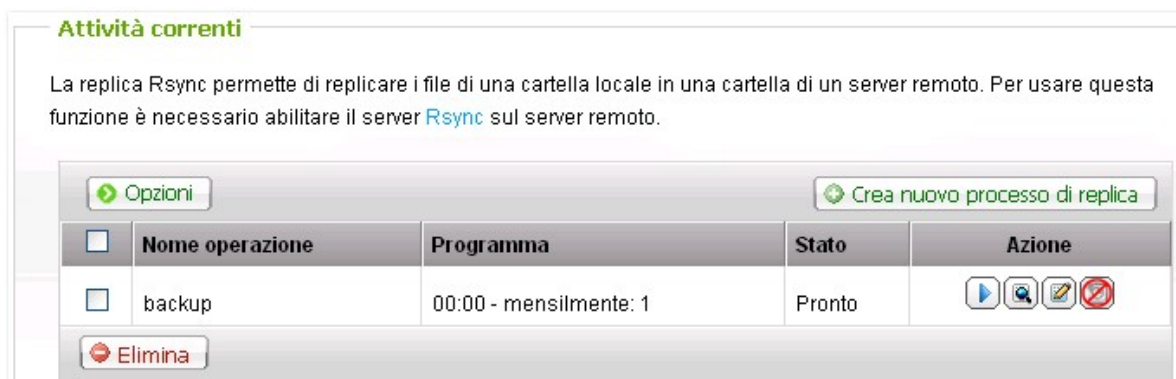 Attività correnti
La replica Rsync permette di replicare i file di una cartella locale in una cartella di un server remoto. Per usare questa
funzione è necessario abilitare il server Rsync sul server remoto.
Opzioni
Crea nuovo processo di replica
Nome operazione Programma Stato Azione
backup 00:00 - mensilmente: 1 Pronto
Elimina